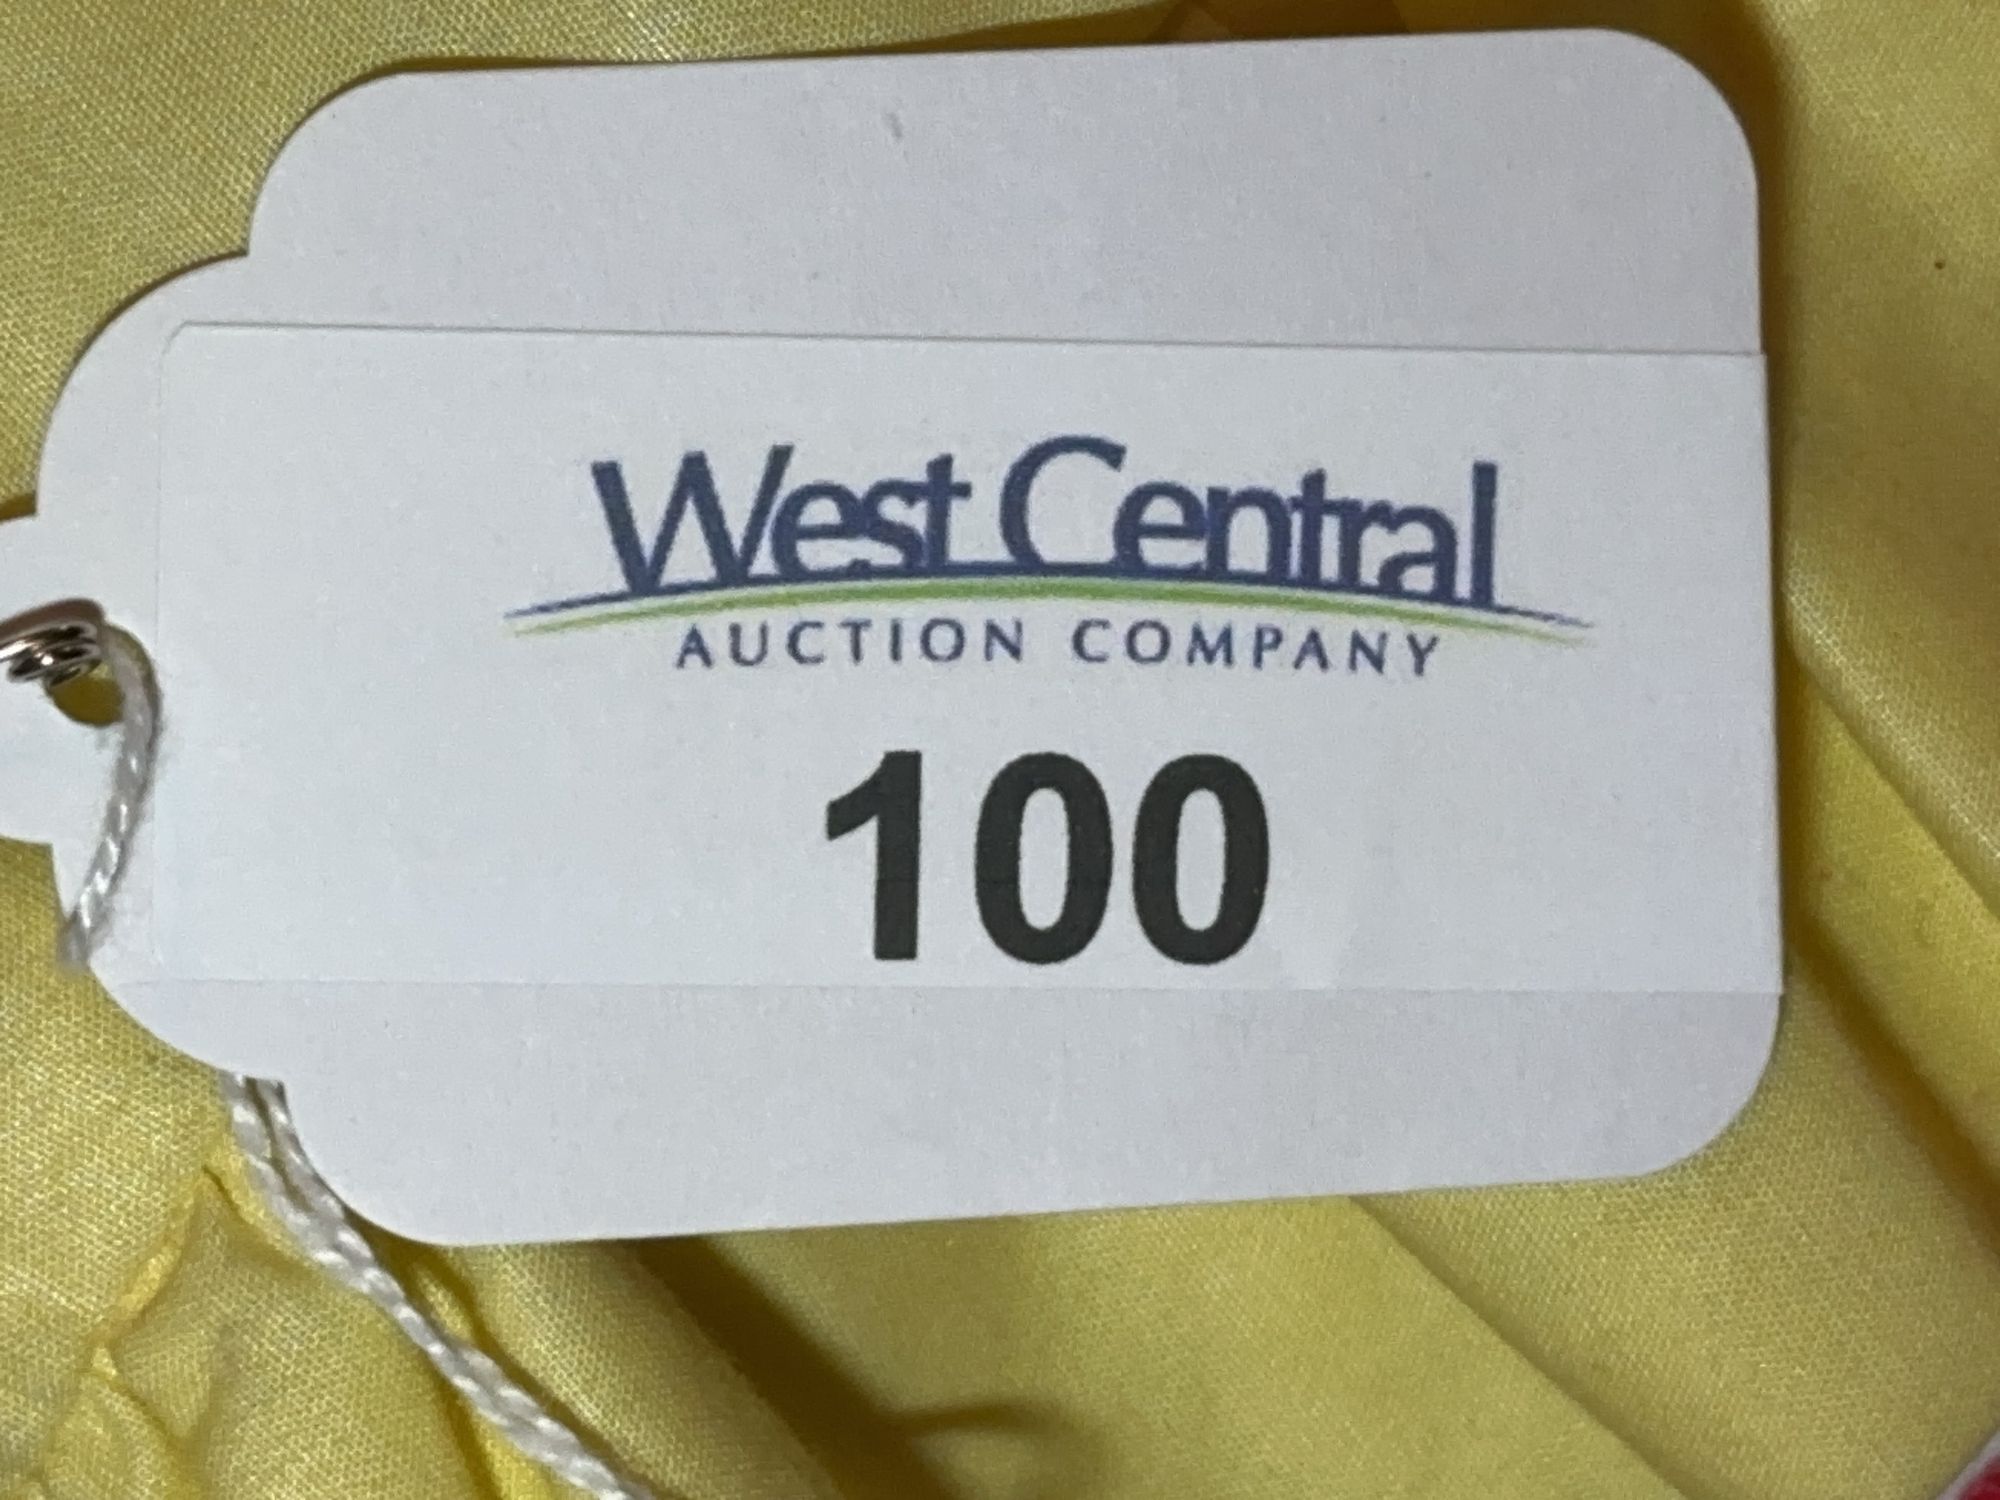 West Central
AUCTION COMPANY
100